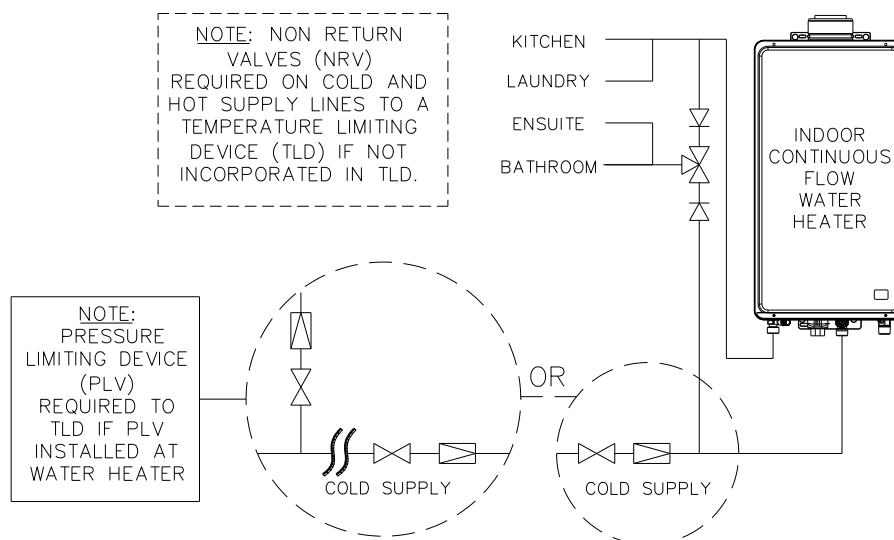 NOTE: NON RETURN
VALVES (NRV)
REQUIRED ON COLD AND
HOT SUPPLY LINES TO A
TEMPERATURE LIMITING
DEVICE (TLD) IF NOT
INCORPORATED IN TLD.
KITCHEN
LAUNDRY
ENSUITE
BATHROOM
INDOOR
CONTINUOUS
FLOW
WATER
HEATER
NOTE:
PRESSURE
LIMITING DEVICE
(PLV)
REQUIRED TO
TLD IF PLV
INSTALLED AT
WATER HEATER
OR
COLD SUPPLY
COLD SUPPLY